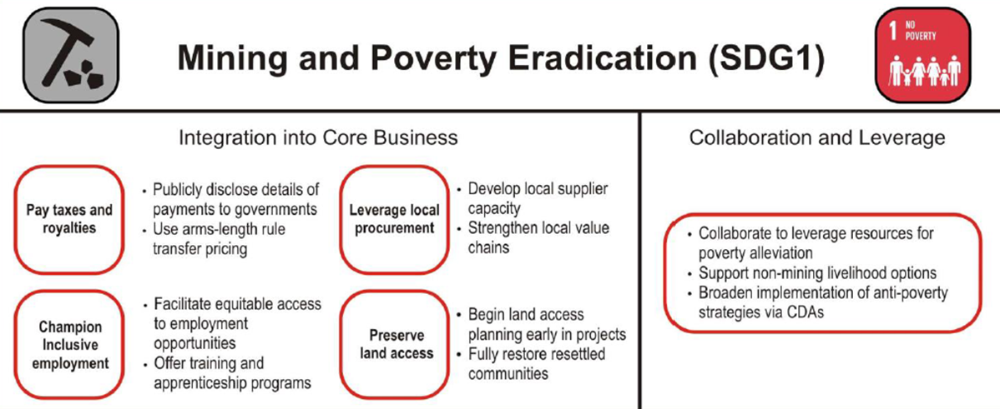 Mining and Poverty Eradication (SDG1)
1 NO
POVERTY
Integration into Core Business
Pay taxes and
royalties
• Publicly disclose details of
payments to governments
• Use arms-length rule
transfer pricing
Leverage local
procurement
• Develop local supplier
capacity
• Strengthen local value
chains
Champion
Inclusive
employment
• Facilitate equitable access
to employment
opportunities
• Offer training and
apprenticeship programs
Preserve
land access
• Begin land access
planning early in projects
• Fully restore resettled
communities
Collaboration and Leverage
• Collaborate to leverage resources for
poverty alleviation
• Support non-mining livelihood options
• Broaden implementation of anti-poverty
strategies via CDAs